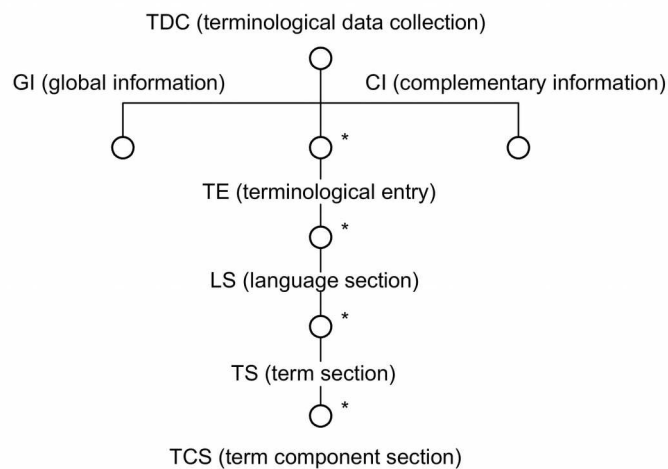 TDC (terminological data collection)
GI (global information)
CI (complementary information)
*
TE (terminological entry)
*
LS (language section)
*
TS (term section)
*
TCS (term component section)